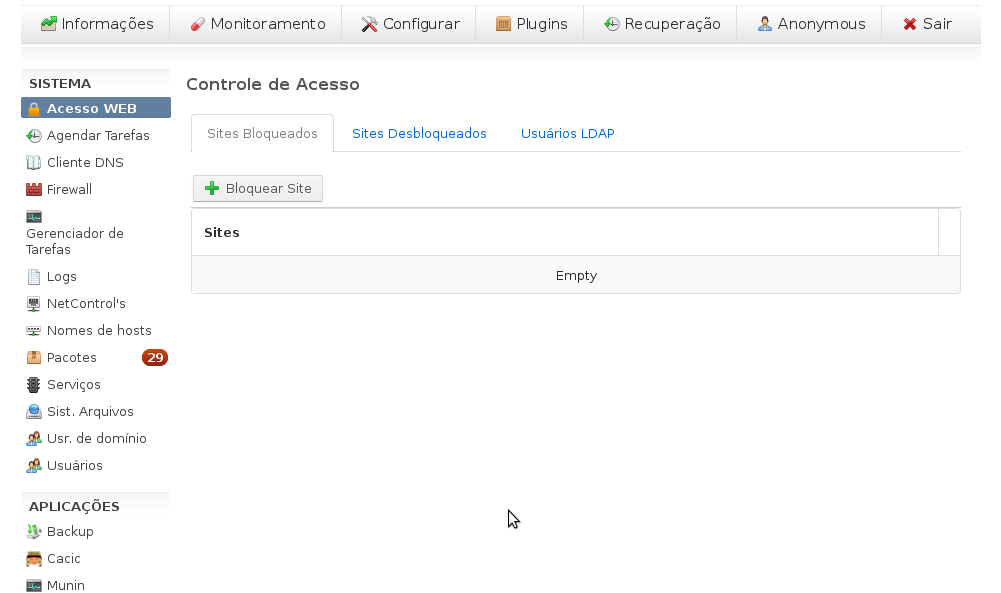 Informações Monitoramento Configurar Plugins Recuperação Anonymous Sair
SISTEMA
Acesso WEB
Agendar Tarefas
Cliente DNS
Firewall
Gerenciador de
Tarefas
Logs
NetControl's
Nomes de hosts
Pacotes 29
Serviços
Sist. Arquivos
Usr. de domínio
Usuários
APLICAÇÕES
Backup
Cacic
Munin
Controle de Acesso
Sites Bloqueados Sites Desbloqueados Usuários LDAP
Bloquear Site
Sites
Empty